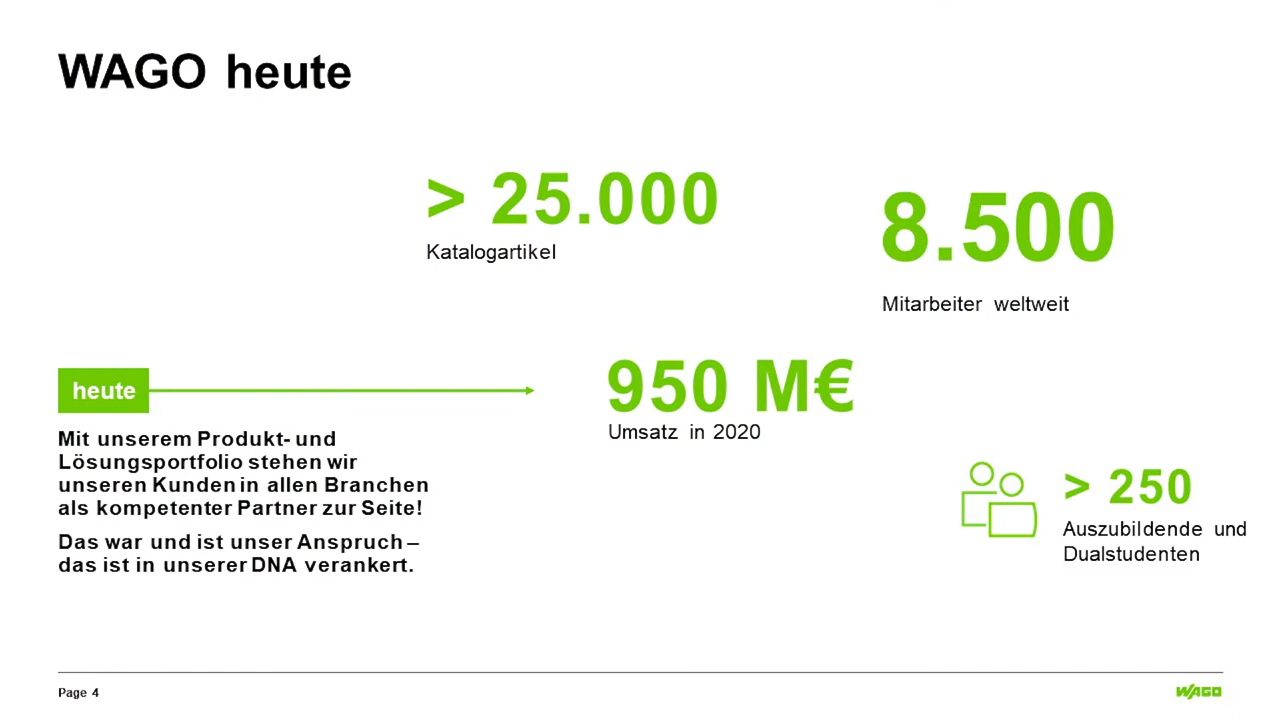 WAGO heute
> 25.000
Katalogartikel
8.500
Mitarbeiter weltweit
heute
950 M€
Umsatz in 2020
Mit unserem Produkt- und
Lösungsportfolio stehen wir
unseren Kunden in allen Branchen
als kompetenter Partner zur Seite!
Das war und ist unser Anspruch –
das ist in unserer DNA verankert.
> 250
Auszubildende und
Dualstudenten
Page 4
WAGO